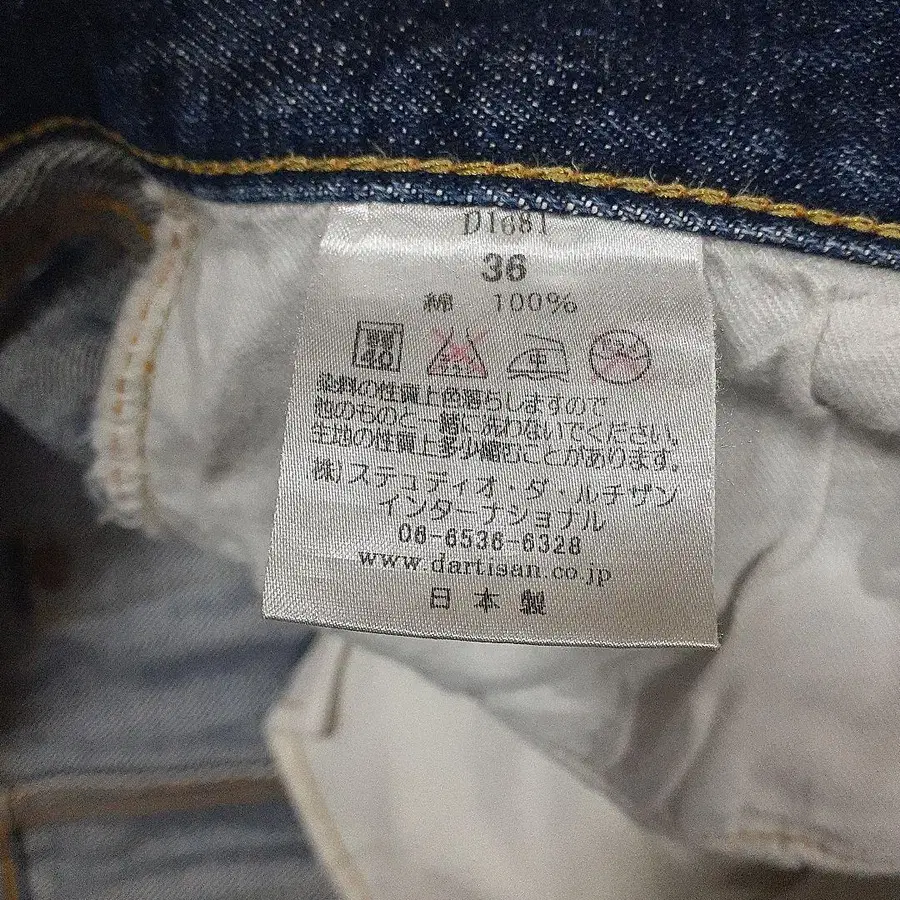 D1681
36
綿 100%
40 中
染料の性質上色落ちしますので
他のものと一緒にあらわないでください。
生地の性質上多少縮むことがあります。
(株)ステュディオ・ダ・ルチザン
インターナショナル
06-6536-6328
www.dartisan.co.jp
日本製